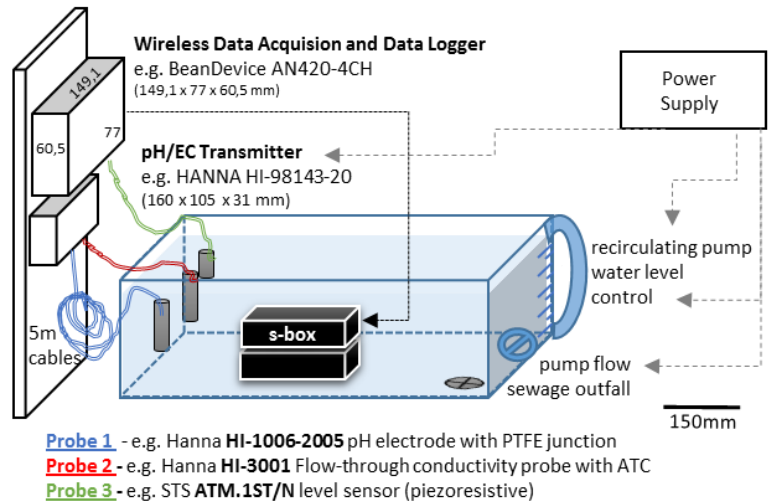 Wireless Data Acquision and Data Logger
e.g. BeanDevice AN420-4CH
(149,1 x 77 x 60,5 mm)
149,1
77
60,5
Power
Supply
pH/EC Transmitter
e.g. HANNA HI-98143-20
(160 x 105 x 31 mm)
recirculating pump
water level
control
s-box
5m
cables
pump flow
sewage outfall
150mm
Probe 1 - e.g. Hanna HI-1006-2005 pH electrode with PTFE junction
Probe 2 - e.g. Hanna HI-3001 Flow-through conductivity probe with ATC
Probe 3 - e.g. STS ATM.1ST/N level sensor (piezoresistive)